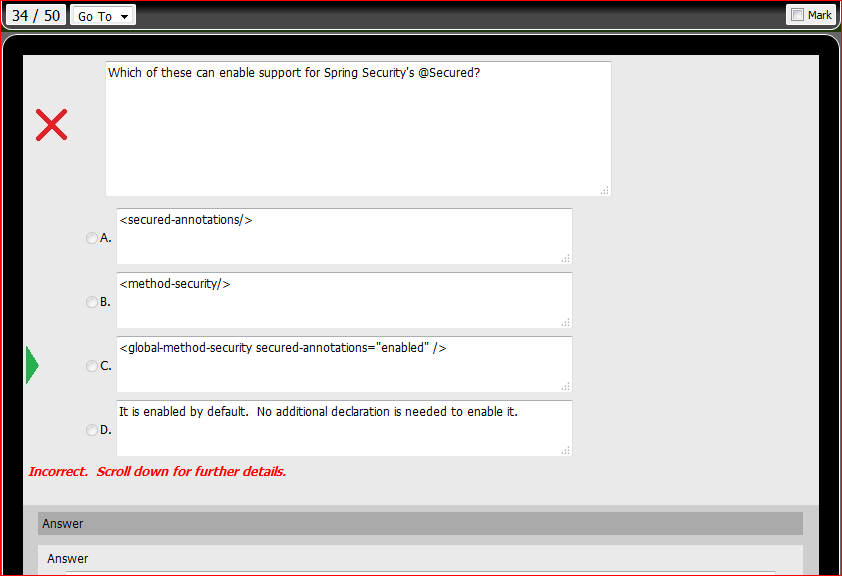 34 / 50 Go To Mark
Which of these can enable support for Spring Security's @Secured?
A. <secured-annotations/>
B. <method-security/>
C. <global-method-security secured-annotations="enabled" />
D. It is enabled by default.  No additional declaration is needed to enable it.
Incorrect.  Scroll down for further details.
Answer
Answer